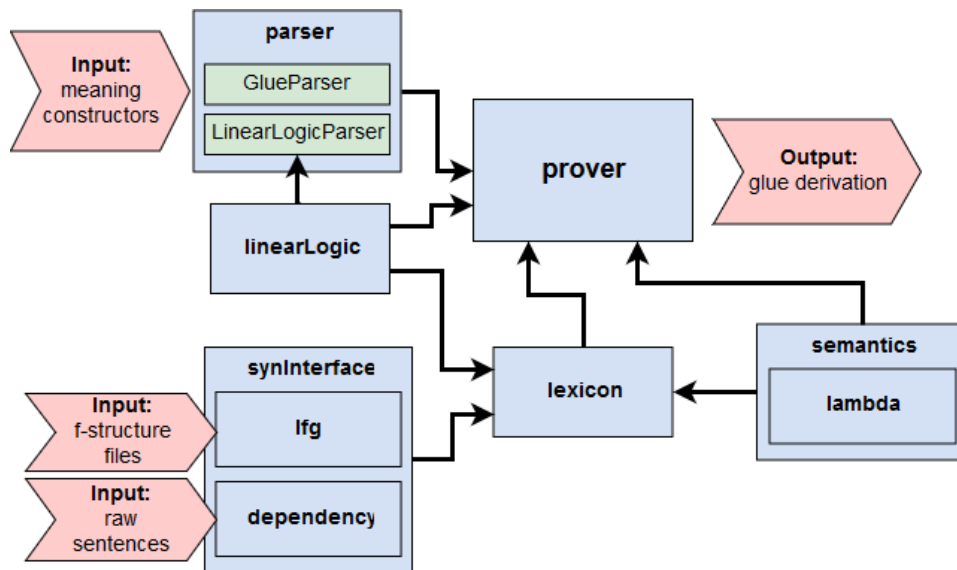 parser
Input:
meaning
constructors
GlueParser
LinearLogicParser
prover
Output:
glue derivation
linearLogic
synInterface
lexicon
semantics
lambda
Input:
f-structure
files
lfg
Input:
raw
sentences
dependency